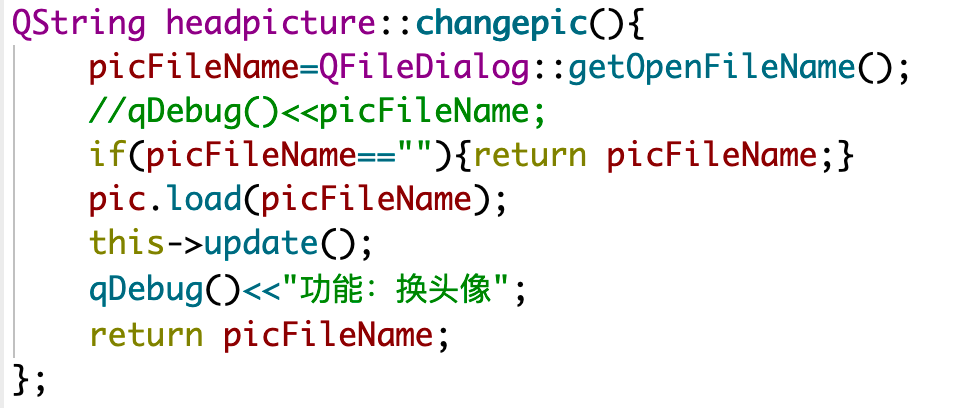 QString headpicture::changepic(){
    picFileName=QFileDialog::getOpenFileName();
    //qDebug()<<picFileName;
    if(picFileName==""){return picFileName;}
    pic.load(picFileName);
    this->update();
    qDebug()<<"功能：换头像";
    return picFileName;
};